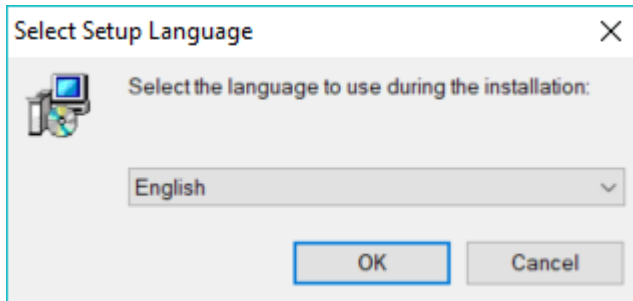 Select Setup Language
Select the language to use during the installation:
English
OK
Cancel